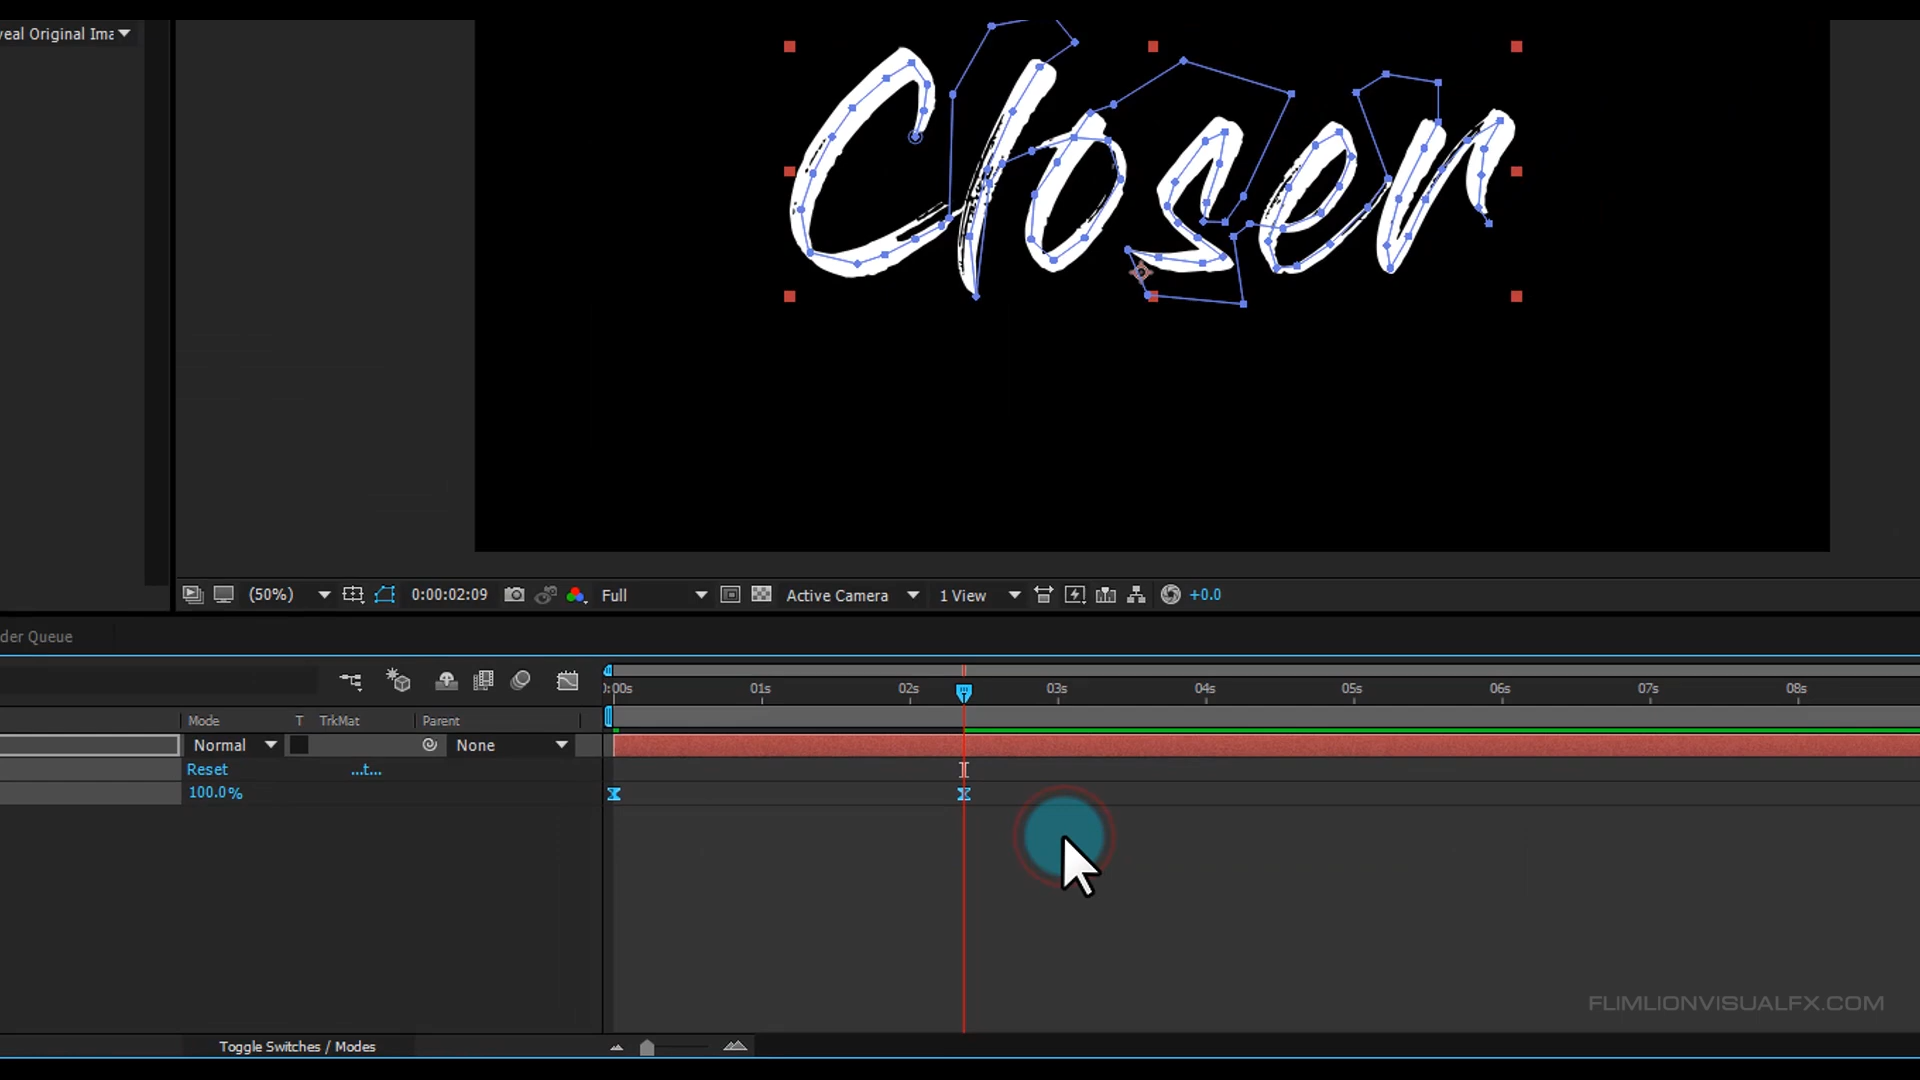 veal Original Ima
Closer
(50%) 0:00:02:09 Full Active Camera 1 View +0.0
der Queue
):00s 01s 02s 03s 04s 05s 06s 07s 08s
Mode T TrkMat Parent
Normal None
Reset ...t...
100.0%
FLIMLIONVISUALFX.COM
Toggle Switches / Modes